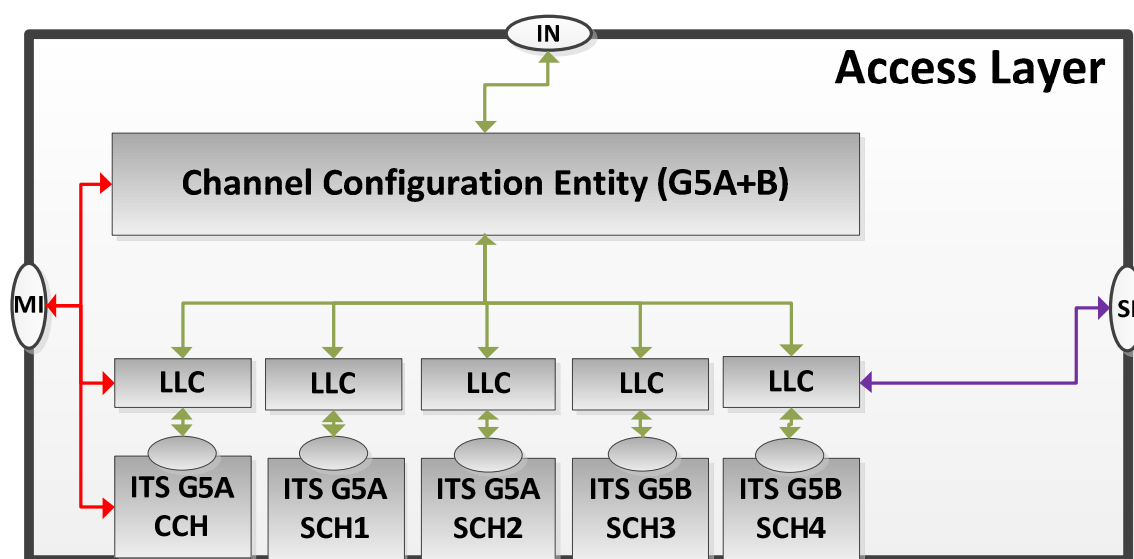 IN
Access Layer
Channel Configuration Entity (G5A+B)
MI
LLC
LLC
LLC
LLC
LLC
ITS G5A
CCH
ITS G5A
SCH1
ITS G5A
SCH2
ITS G5B
SCH3
ITS G5B
SCH4